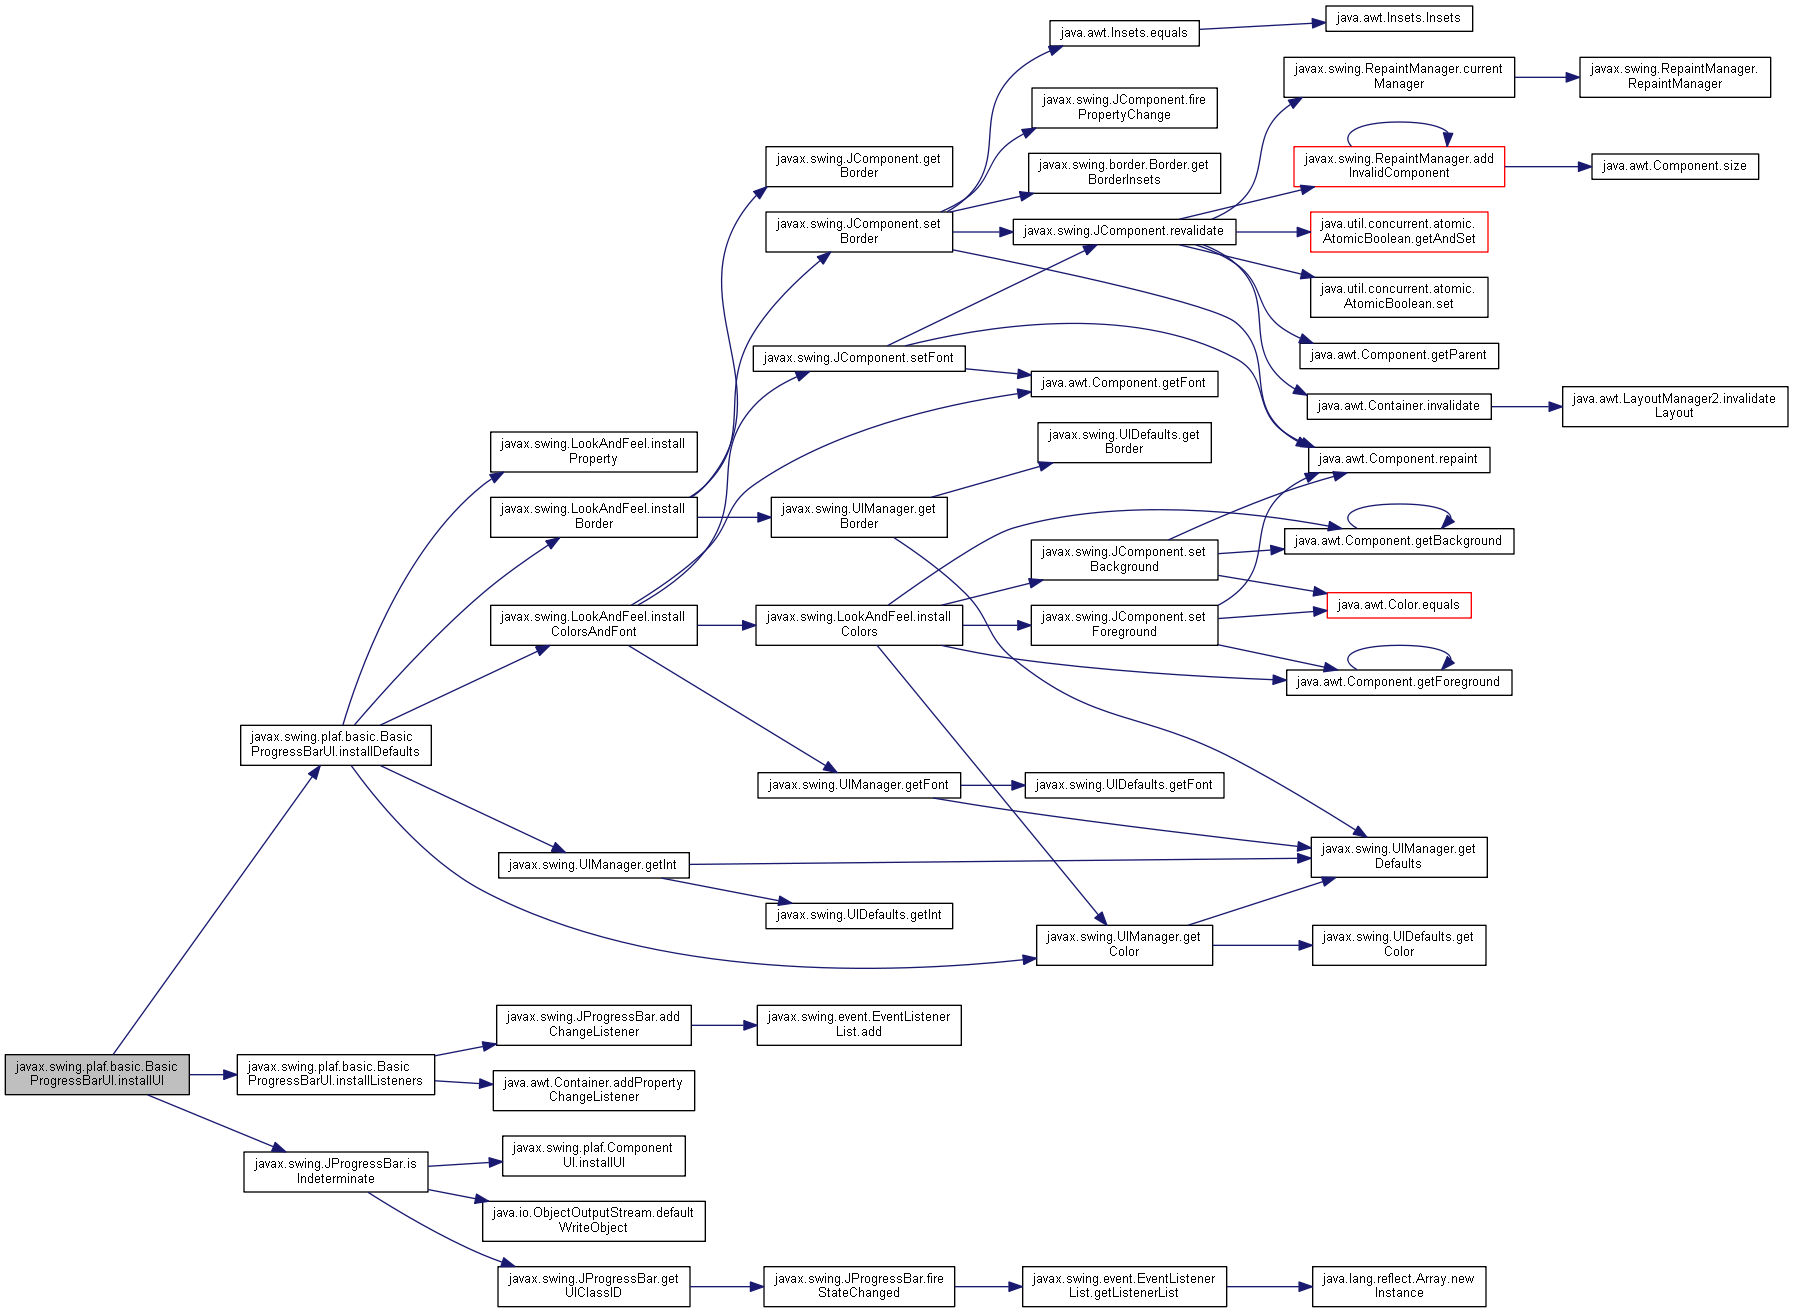 java.awt.Insets.Insets
java.awt.Insets.equals
javax.swing.RepaintManager.current
Manager
javax.swing.RepaintManager.
RepaintManager
javax.swing.JComponent.fire
PropertyChange
javax.swing.JComponent.get
Border
javax.swing.border.Border.get
BorderInsets
javax.swing.RepaintManager.add
InvalidComponent
java.awt.Component.size
javax.swing.JComponent.set
Border
javax.swing.JComponent.revalidate
java.util.concurrent.atomic.
AtomicBoolean.getAndSet
java.util.concurrent.atomic.
AtomicBoolean.set
javax.swing.JComponent.setFont
java.awt.Component.getParent
java.awt.Component.getFont
java.awt.Container.invalidate
java.awt.LayoutManager2.invalidate
Layout
javax.swing.LookAndFeel.install
Property
javax.swing.UIDefaults.get
Border
java.awt.Component.repaint
javax.swing.LookAndFeel.install
Border
javax.swing.UIManager.get
Border
java.awt.Component.getBackground
javax.swing.JComponent.set
Background
java.awt.Color.equals
javax.swing.LookAndFeel.install
ColorsAndFont
javax.swing.LookAndFeel.install
Colors
javax.swing.JComponent.set
Foreground
java.awt.Component.getForeground
javax.swing.plaf.basic.Basic
ProgressBarUI.installDefaults
javax.swing.UIManager.getFont
javax.swing.UIDefaults.getFont
javax.swing.UIManager.getInt
javax.swing.UIManager.get
Defaults
javax.swing.UIDefaults.getInt
javax.swing.UIManager.get
Color
javax.swing.UIDefaults.get
Color
javax.swing.JProgressBar.add
ChangeListener
javax.swing.event.EventListener
List.add
javax.swing.plaf.basic.Basic
ProgressBarUI.installUI
javax.swing.plaf.basic.Basic
ProgressBarUI.installListeners
java.awt.Container.addProperty
ChangeListener
javax.swing.plaf.Component
UI.installUI
javax.swing.JProgressBar.is
Indeterminate
java.io.ObjectOutputStream.default
WriteObject
javax.swing.JProgressBar.get
UIClassID
javax.swing.JProgressBar.fire
StateChanged
javax.swing.event.EventListener
List.getListenerList
java.lang.reflect.Array.new
Instance